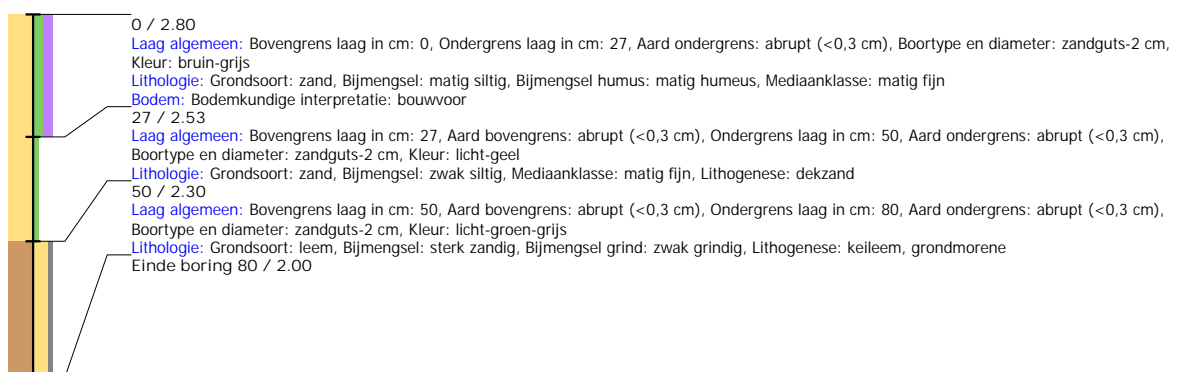 0 / 2.80
Laag algemeen: Bovengrens laag in cm: 0, Ondergrens laag in cm: 27, Aard ondergrens: abrupt (<0,3 cm), Boortype en diameter: zandguts-2 cm,
Kleur: bruin-grijs
Lithologie: Grondsoort: zand, Bijmengsel: matig siltig, Bijmengsel humus: matig humeus, Mediaanklasse: matig fijn
Bodem: Bodemkundige interpretatie: bouwvoor
27 / 2.53
Laag algemeen: Bovengrens laag in cm: 27, Aard bovengrens: abrupt (<0,3 cm), Ondergrens laag in cm: 50, Aard ondergrens: abrupt (<0,3 cm),
Boortype en diameter: zandguts-2 cm, Kleur: licht-geel
Lithologie: Grondsoort: zand, Bijmengsel: zwak siltig, Mediaanklasse: matig fijn, Lithogenese: dekzand
50 / 2.30
Laag algemeen: Bovengrens laag in cm: 50, Aard bovengrens: abrupt (<0,3 cm), Ondergrens laag in cm: 80, Aard ondergrens: abrupt (<0,3 cm),
Boortype en diameter: zandguts-2 cm, Kleur: licht-groen-grijs
Lithologie: Grondsoort: leem, Bijmengsel: sterk zandig, Bijmengsel grind: zwak grindig, Lithogenese: keileem, grondmorene
Einde boring 80 / 2.00